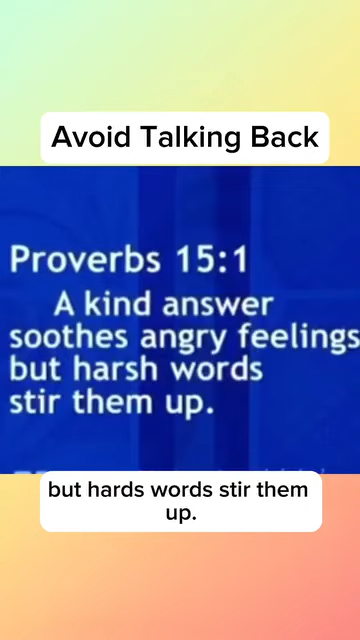 Avoid Talking Back
Proverbs 15:1
A kind answer
soothes angry feelings
but harsh words
stir them up.
but hards words stir them
up.